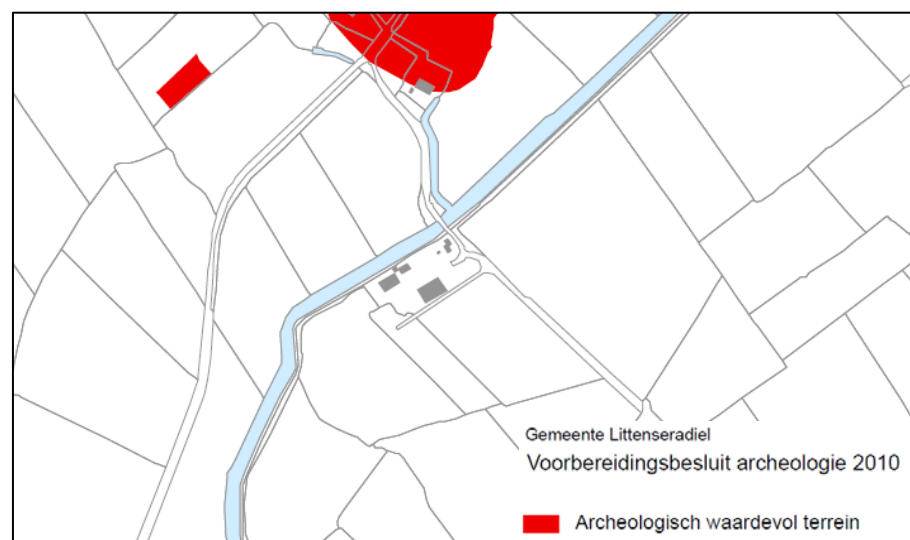 Gemeente Littenseradiel
Voorbereidingsbesluit archeologie 2010
Archeologisch waardevol terrein